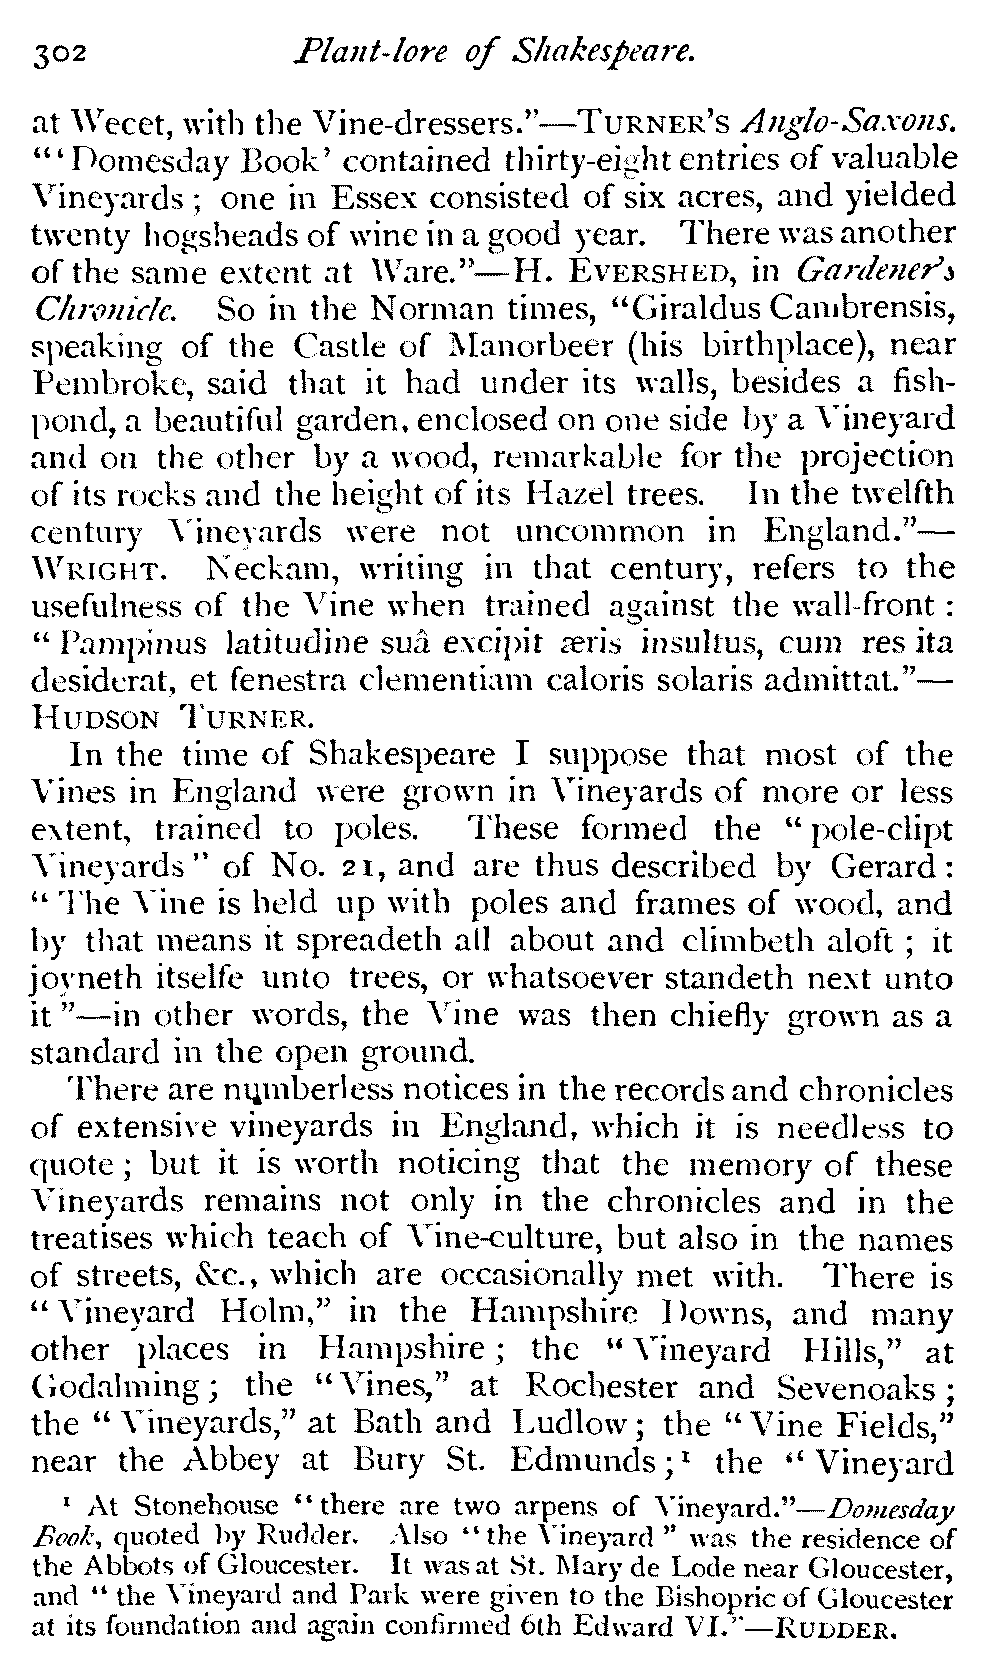 302 Plant-lore of Shakespeare.
at Wecet, with the Vine-dressers.”—TURNER'S Anglo-Saxons.
“‘Domesday Book’ contained thirty-eight entries of valuable
Vineyards; one in Essex consisted of six acres, and yielded
twenty hogsheads of wine in a good year. There was another
of the same extent at Ware.”—H. EVERSHED, in Gardener's
Chronicle. So in the Norman times, “Giraldus Cambrensis,
speaking of the Castle of Manorbeer (his birthplace), near
Pembroke, said that it had under its walls, besides a fish-
pond, a beautiful garden, enclosed on one side by a Vineyard
and on the other by a wood, remarkable for the projection
of its rocks and the height of its Hazel trees. In the twelfth
century Vineyards were not uncommon in England.”—
WRIGHT. Neckam, writing in that century, refers to the
usefulness of the Vine when trained against the wall-front:
“Pampinus latitudine suâ excipit æris insultus, cum res ita
desiderat, et fenestra clementiam caloris solaris admittat.”—
HUDSON TURNER.
In the time of Shakespeare I suppose that most of the
Vines in England were grown in Vineyards of more or less
extent, trained to poles. These formed the “pole-clipt
Vineyards” of No. 21, and are thus described by Gerard:
“The Vine is held up with poles and frames of wood, and
by that means it spreadeth all about and climbeth aloft; it
joyneth itselfe unto trees, or whatsoever standeth next unto
it”—in other words, the Vine was then chiefly grown as a
standard in the open ground.
There are numberless notices in the records and chronicles
of extensive vineyards in England, which it is needless to
quote; but it is worth noticing that the memory of these
Vineyards remains not only in the chronicles and in the
treatises which teach of Vine-culture, but also in the names
of streets, &c., which are occasionally met with. There is
“Vineyard Holm,” in the Hampshire Downs, and many
other places in Hampshire; the “Vineyard Hills,” at
Godalming; the “Vines,” at Rochester and Sevenoaks;
the “Vineyards,” at Bath and Ludlow; the “Vine Fields,”
near the Abbey at Bury St. Edmunds;¹ the “Vineyard
¹ At Stonehouse “there are two arpens of Vineyard.”—Domesday
Book, quoted by Rudder. Also “the Vineyard” was the residence of
the Abbots of Gloucester. It was at St. Mary de Lode near Gloucester,
and “the Vineyard and Park were given to the Bishopric of Gloucester
at its foundation and again confirmed 6th Edward VI.”—RUDDER.